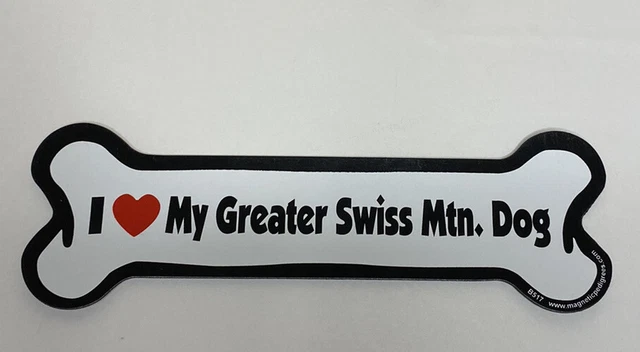 I ❤ My Greater Swiss Mtn. Dog
B517 www.magneticpedigrees.com